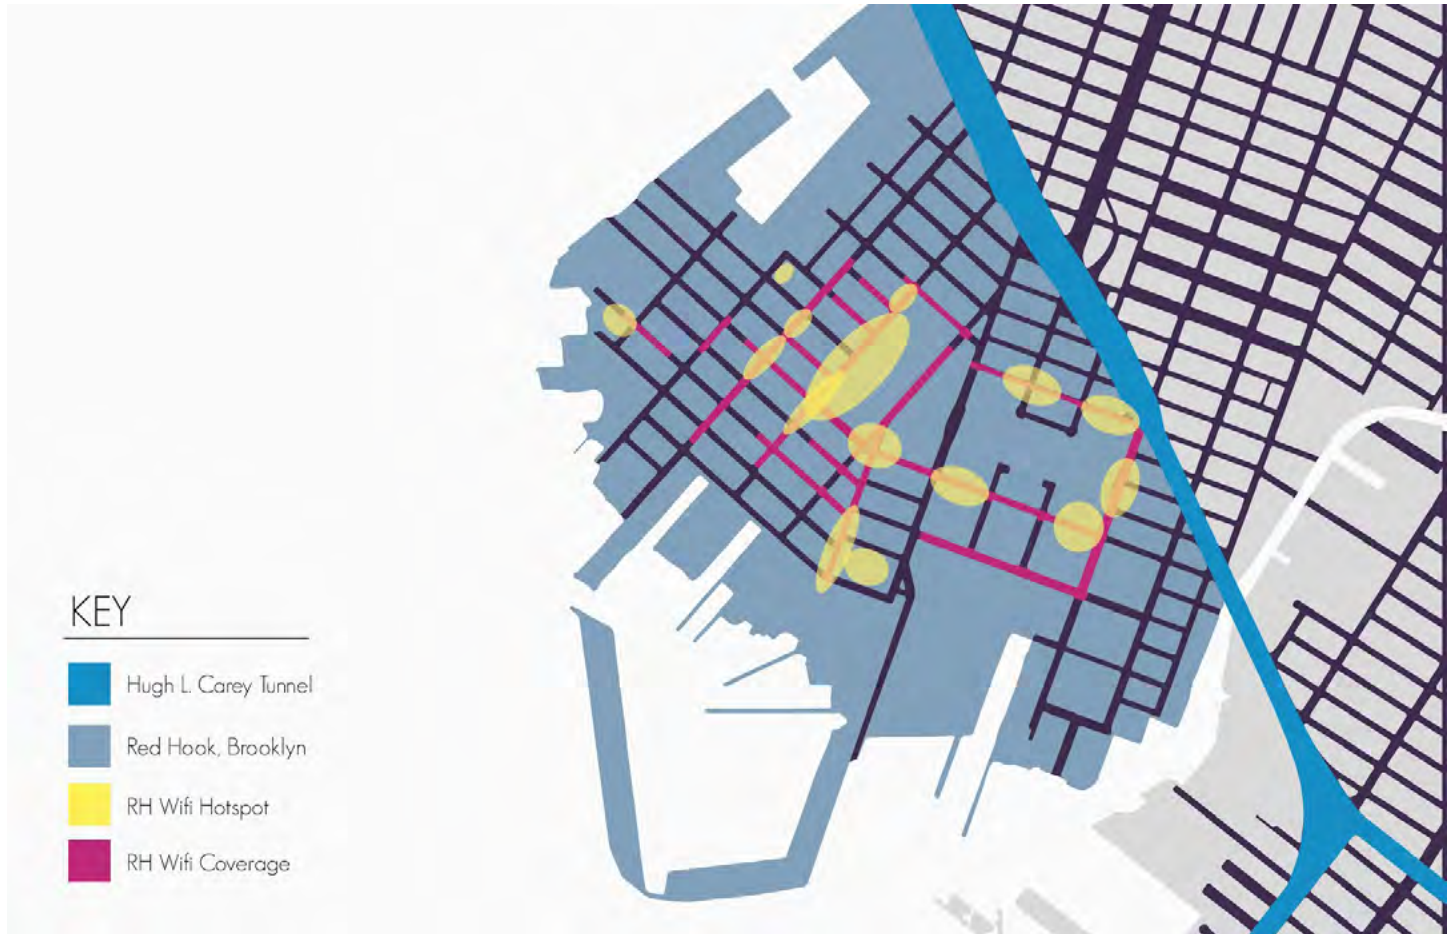 KEY
Hugh L. Carey Tunnel
Red Hook, Brooklyn
RH Wifi Hotspot
RH Wifi Coverage